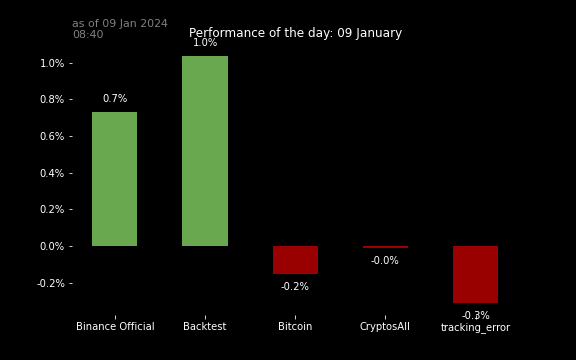 as of 09 Jan 2024
08:40
Performance of the day: 09 January
1.0%
0.8%
0.6%
0.4%
0.2%
0.0%
-0.2%
0.7%
1.0%
-0.2%
-0.0%
-0.3%
Binance Official
Backtest
Bitcoin
CryptosAll
tracking_error